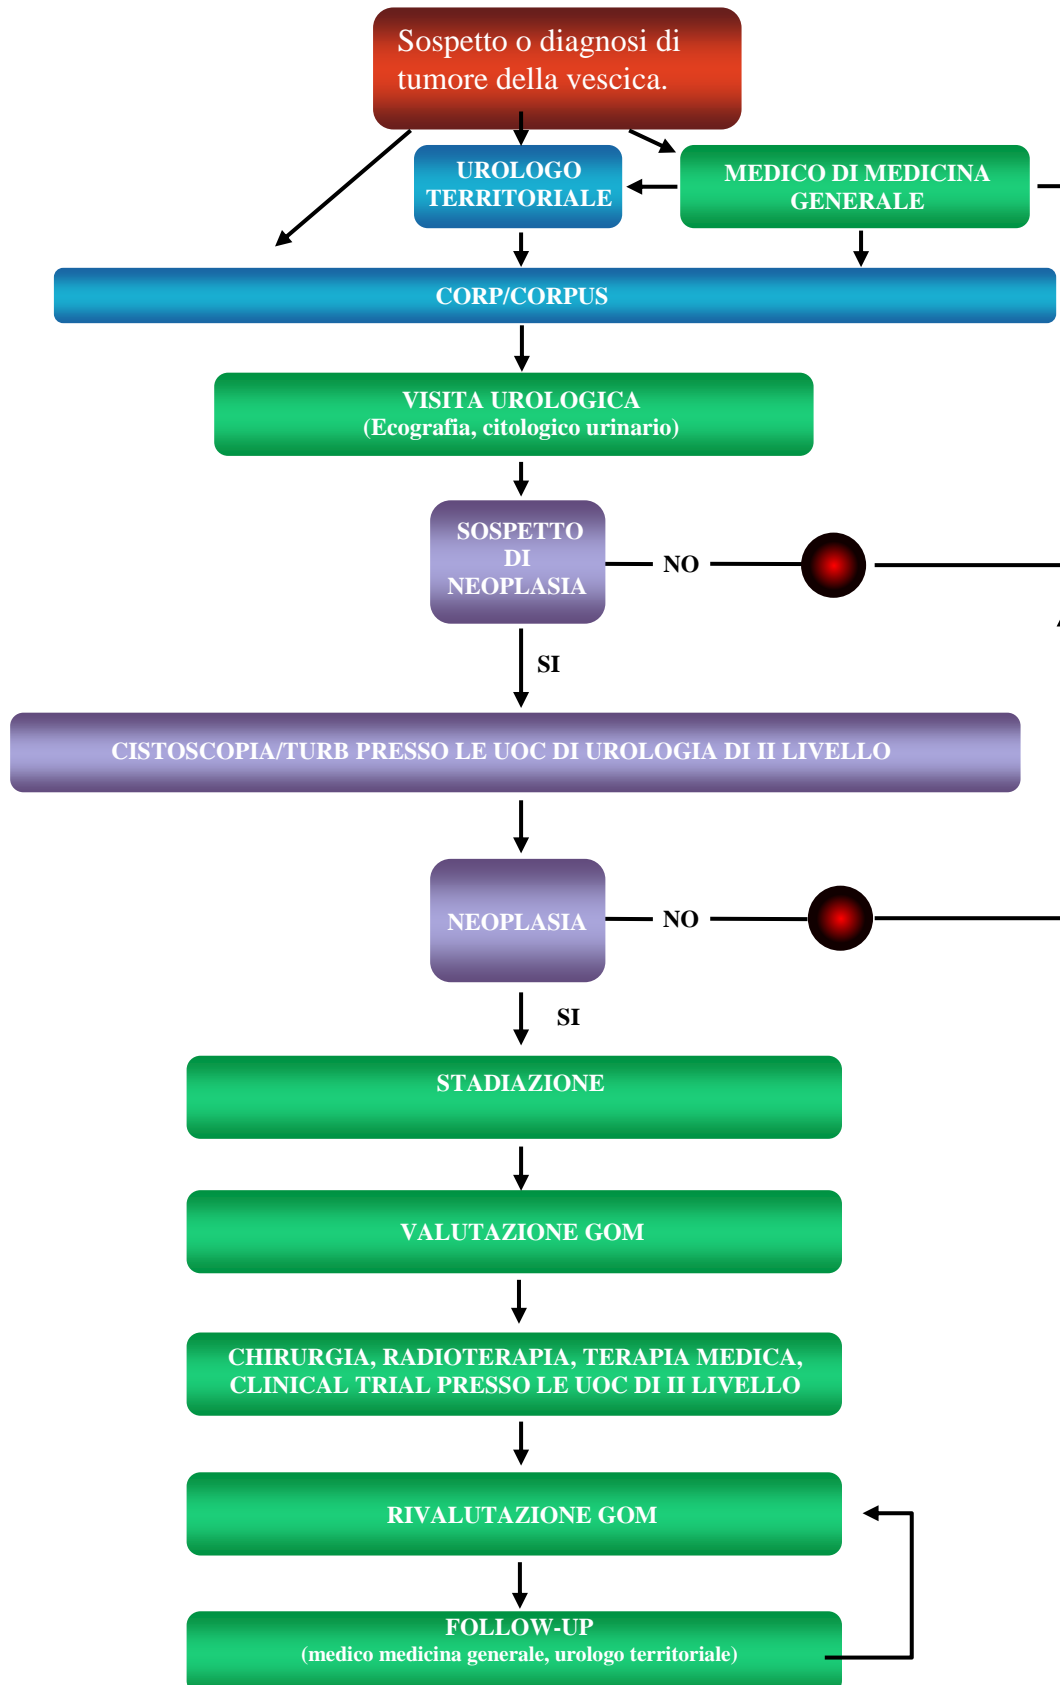 Sospetto o diagnosi di
tumore della vescica.
UROLOGO
TERRITORIALE
MEDICO DI MEDICINA
GENERALE
CORP/CORPUS
VISITA UROLOGICA
(Ecografia, citologico urinario)
SOSPETTO
DI
NEOPLASIA
NO
SI
CISTOSCOPIA/TURB PRESSO LE UOC DI UROLOGIA DI II LIVELLO
NEOPLASIA
NO
SI
STADIAZIONE
VALUTAZIONE GOM
CHIRURGIA, RADIOTERAPIA, TERAPIA MEDICA,
CLINICAL TRIAL PRESSO LE UOC DI II LIVELLO
RIVALUTAZIONE GOM
FOLLOW-UP
(medico medicina generale, urologo territoriale)